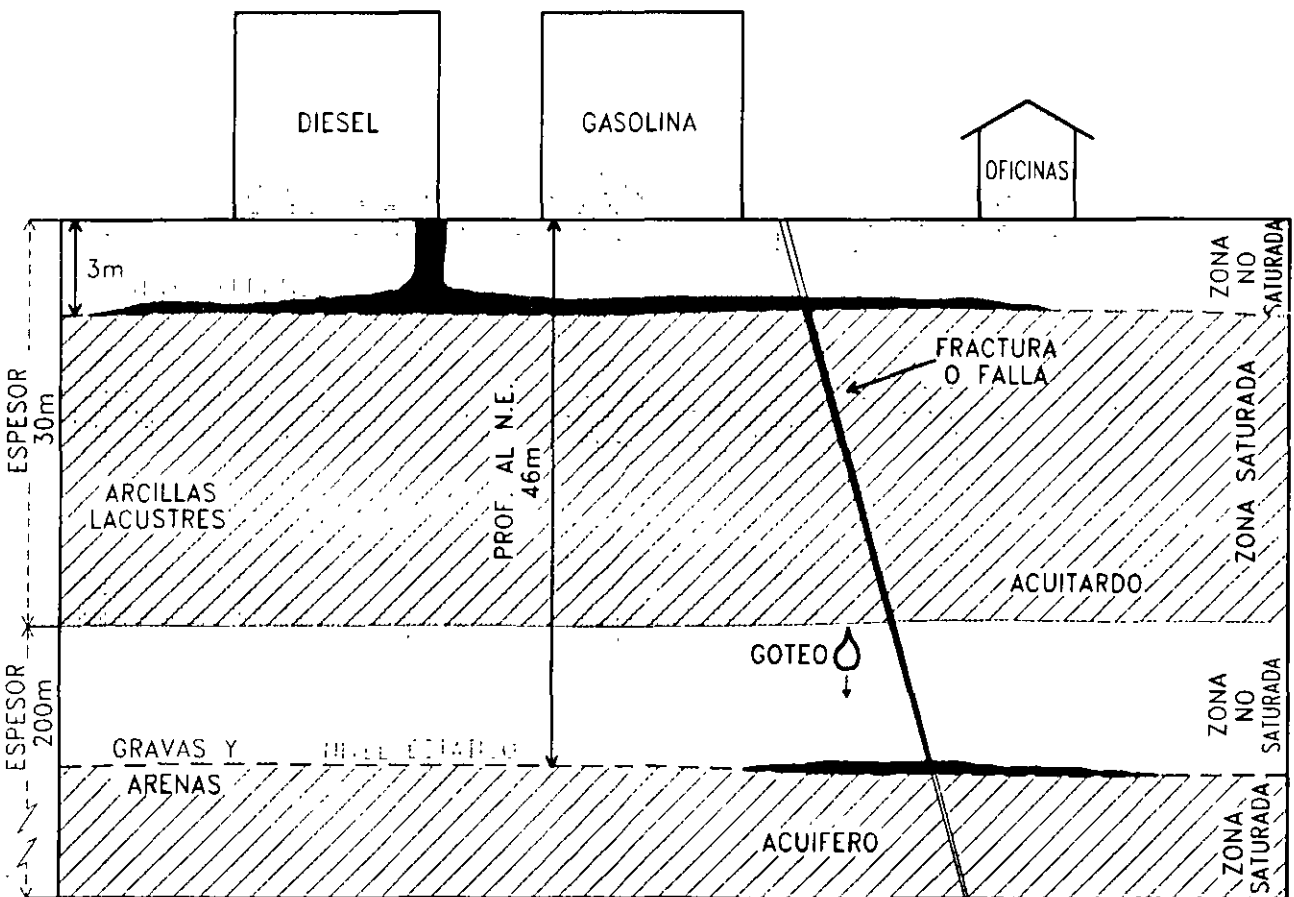 DIESEL
GASOLINA
OFICINAS
3m
ZONA
NO
SATURADA
ESPESOR
30m
FRACTURA
O FALLA
PROF AL N.E.
46m
ARCILLAS
LACUSTRES
ZONA SATURADA
ACUITARDO
GOTEO
ESPESOR
200m
ZONA
NO
SATURADA
GRAVAS Y
ARENAS
ACUIFERO
ZONA
SATURADA